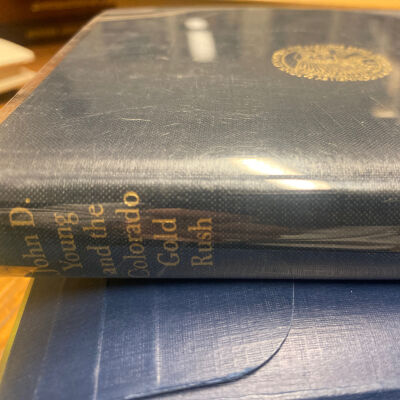 John D.
Young
and the
Colorado
Gold
Rush